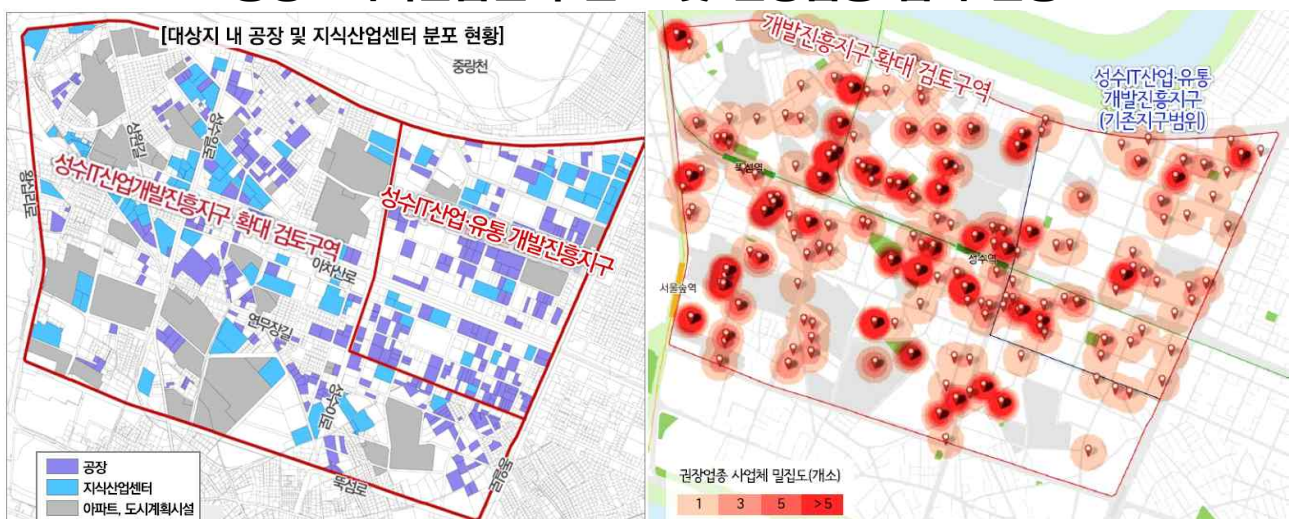 [대상지 내 공장 및 지식산업센터 분포 현황]
중랑천
상원길
성수일로
왕십리로
성수IT산업개발진흥지구 확대 검토구역
성수IT산업·유통 개발진흥지구
아차산로
연무장길
성수이로
뚝섬로
동일로
공장
지식산업센터
아파트, 도시계획시설
개발진흥지구 확대 검토구역
성수IT산업·유통
개발진흥지구
(기존지구범위)
뚝섬역
성수역
서울숲역
권장업종 사업체 밀집도(개소)
1 3 5 >5